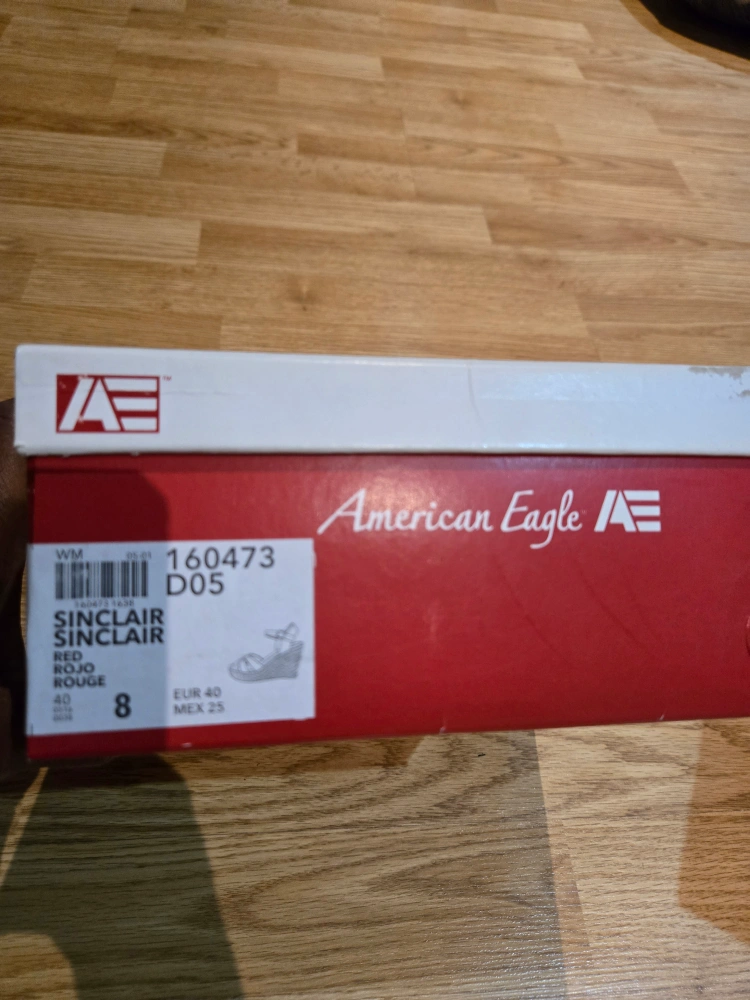 AE™
American Eagle AE
WM 05-01
160473
D05
SINCLAIR
SINCLAIR
RED
ROJO
ROUGE
40
8
EUR 40
MEX 25